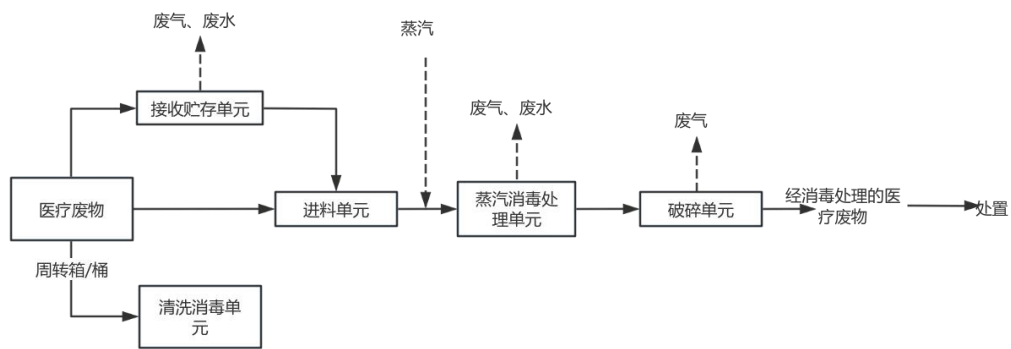 废气、废水
蒸汽
接收贮存单元
废气、废水
废气
医疗废物
进料单元
蒸汽消毒处
理单元
破碎单元
经消毒处理的医
疗废物
处置
周转箱/桶
清洗消毒单
元